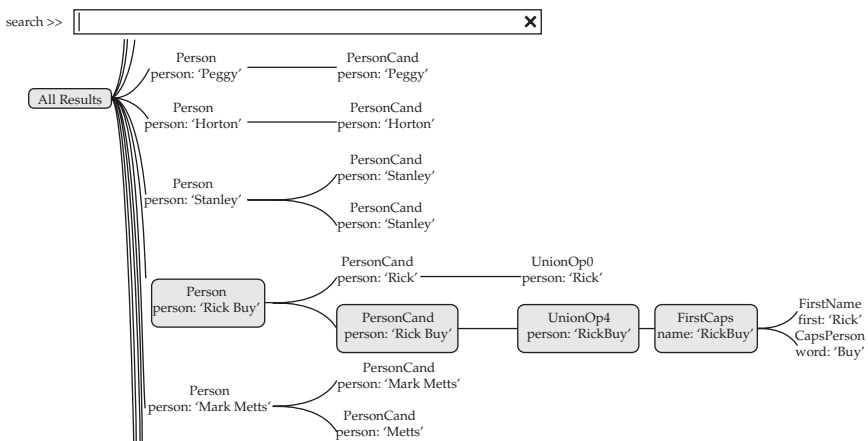 search >>
All Results
Person
person: ‘Peggy’
PersonCand
person: ‘Peggy’
Person
person: ‘Horton’
PersonCand
person: ‘Horton’
Person
person: ‘Stanley’
PersonCand
person: ‘Stanley’
PersonCand
person: ‘Stanley’
Person
person: ‘Rick Buy’
PersonCand
person: ‘Rick’
UnionOp0
person: ‘Rick’
PersonCand
person: ‘Rick Buy’
UnionOp4
person: ‘RickBuy’
FirstCaps
name: ‘RickBuy’
FirstName
first: ‘Rick’
CapsPerson
word: ‘Buy’
Person
person: ‘Mark Metts’
PersonCand
person: ‘Mark Metts’
PersonCand
person: ‘Metts’